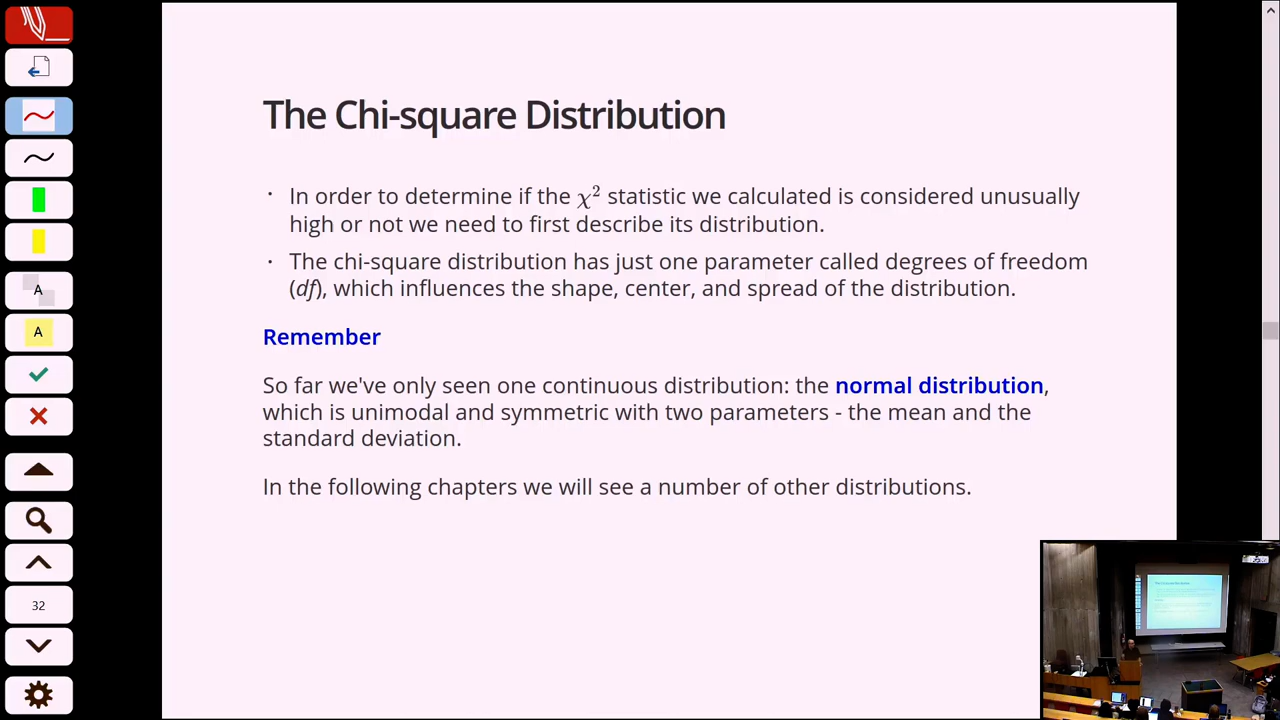 The Chi-square Distribution
· In order to determine if the χ² statistic we calculated is considered unusually
high or not we need to first describe its distribution.
· The chi-square distribution has just one parameter called degrees of freedom
(df), which influences the shape, center, and spread of the distribution.
Remember
So far we've only seen one continuous distribution: the normal distribution,
which is unimodal and symmetric with two parameters - the mean and the
standard deviation.
In the following chapters we will see a number of other distributions.
A
A
32